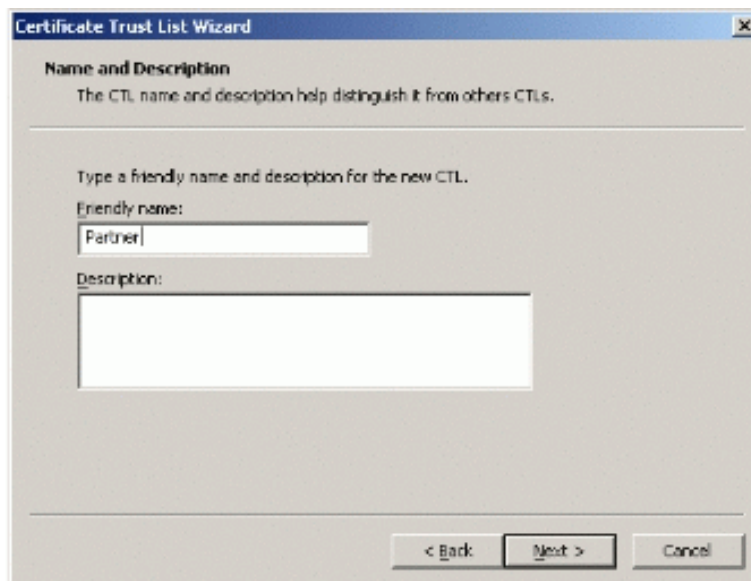 Certificate Trust List Wizard
Name and Description
The CTL name and description help distinguish it from others CTLs.
Type a friendly name and description for the new CTL.
Friendly name:
Partner
Description:
< Back
Next >
Cancel